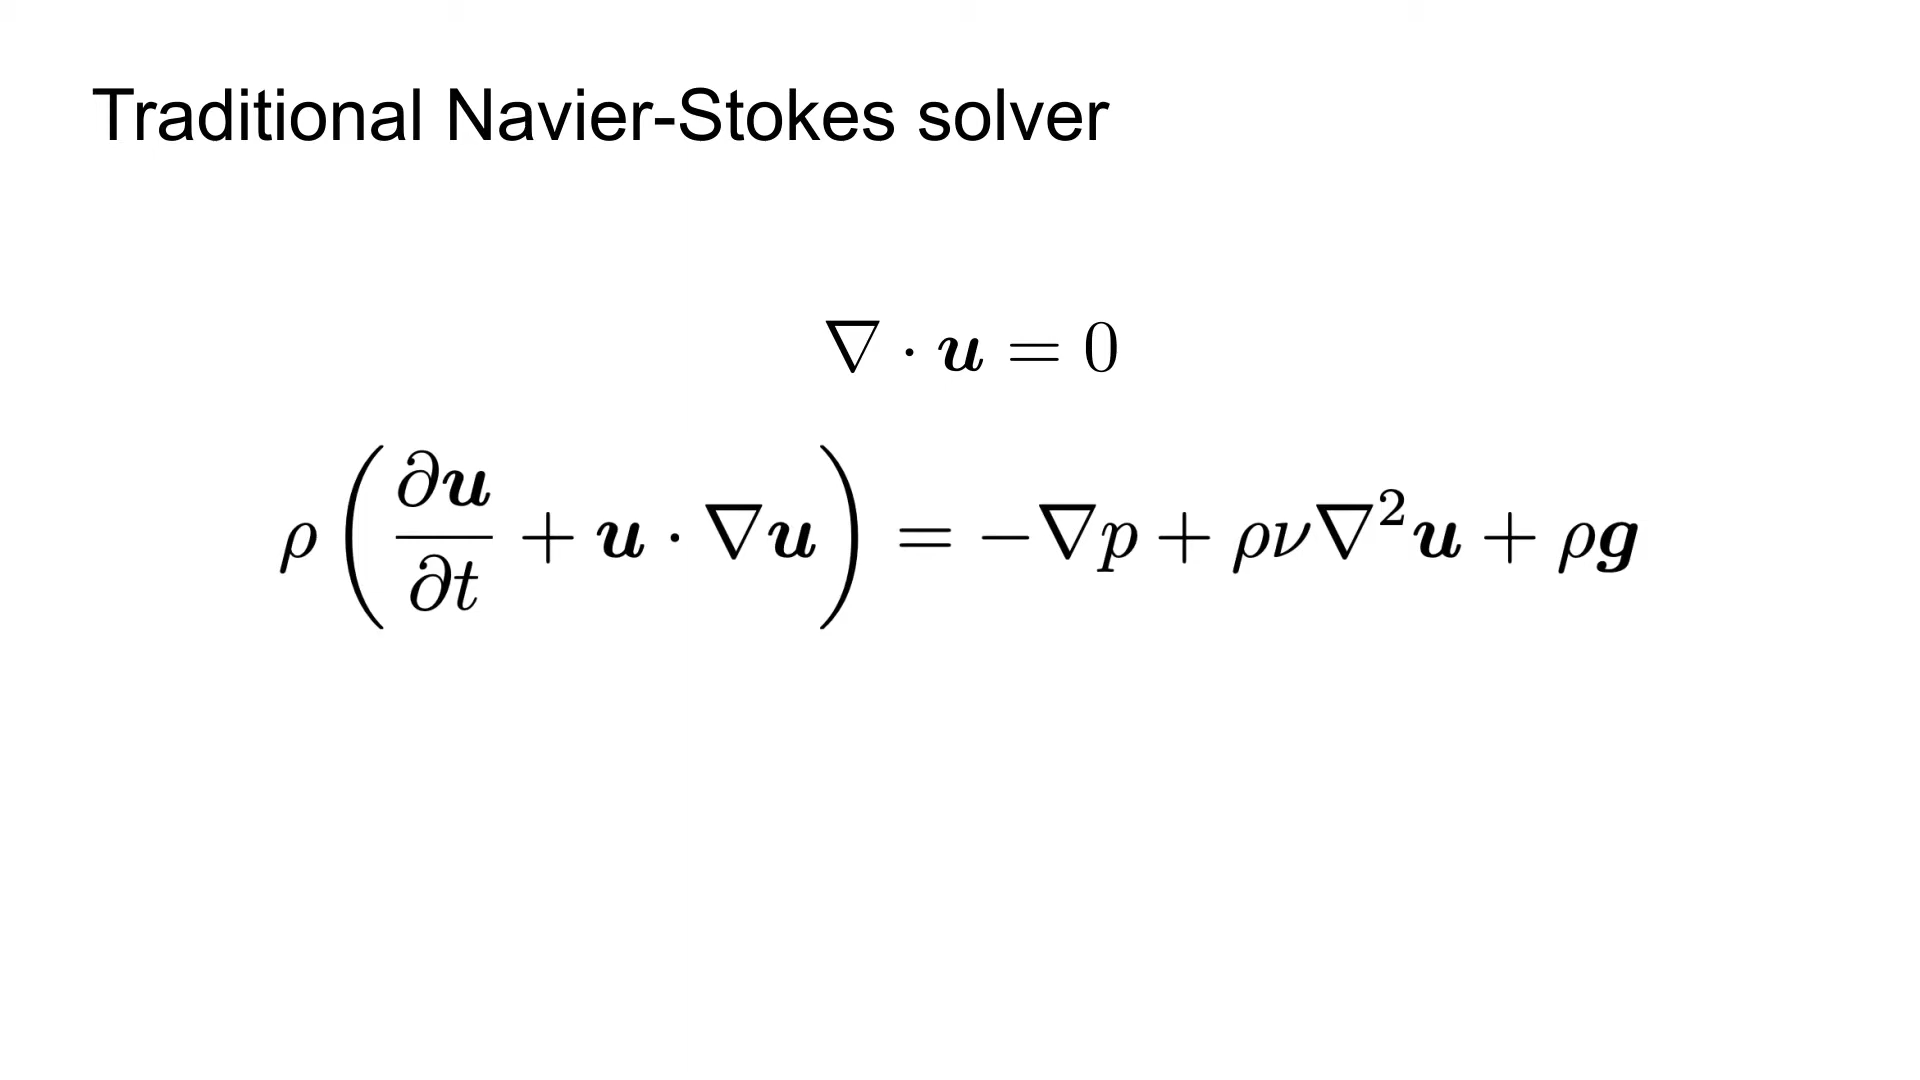 Traditional Navier-Stokes solver
∇ · u = 0
ρ(∂u/∂t + u · ∇u) = −∇p + ρν∇²u + ρg